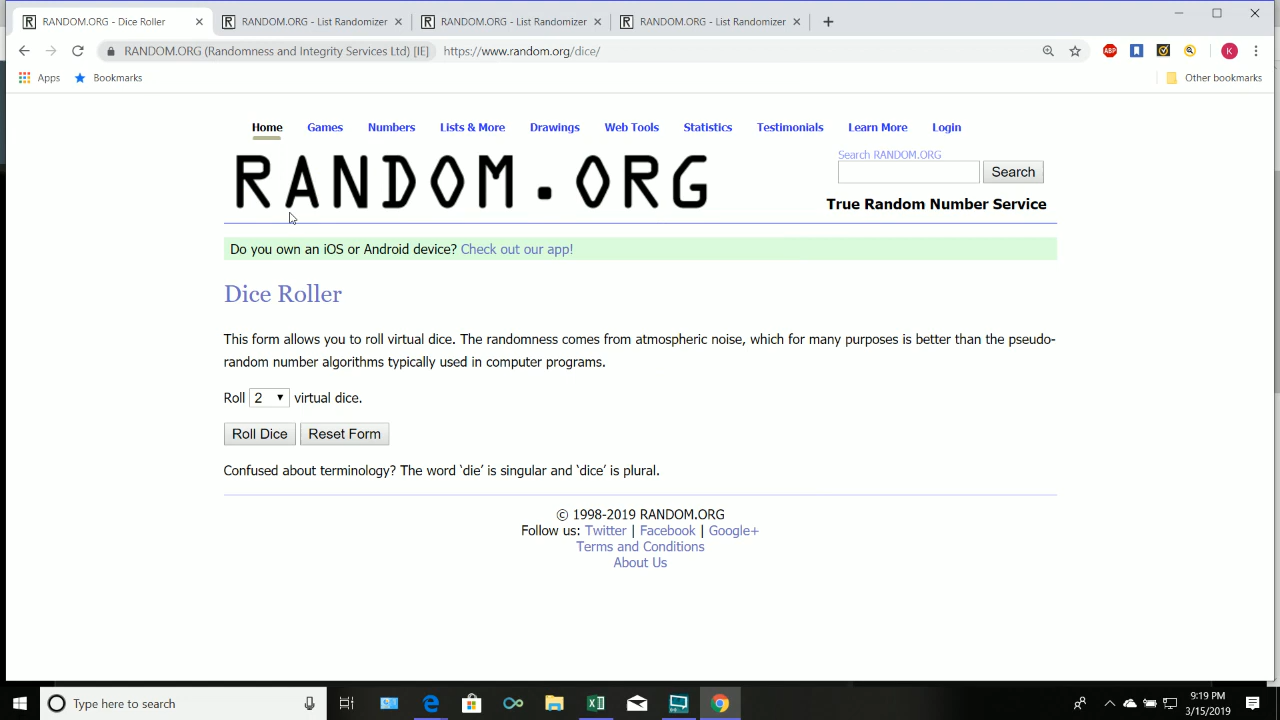 RANDOM.ORG - Dice Roller
RANDOM.ORG - List Randomizer
RANDOM.ORG - List Randomizer
RANDOM.ORG - List Randomizer
RANDOM.ORG (Randomness and Integrity Services Ltd) [IE] https://www.random.org/dice/
ABP
K
Apps Bookmarks Other bookmarks
Home Games Numbers Lists & More Drawings Web Tools Statistics Testimonials Learn More Login
RANDOM.ORG
Search RANDOM.ORG
Search
True Random Number Service
Do you own an iOS or Android device? Check out our app!
Dice Roller
This form allows you to roll virtual dice. The randomness comes from atmospheric noise, which for many purposes is better than the pseudo-
random number algorithms typically used in computer programs.
Roll 2 virtual dice.
Roll Dice Reset Form
Confused about terminology? The word ‘die’ is singular and ‘dice’ is plural.
© 1998-2019 RANDOM.ORG
Follow us: Twitter | Facebook | Google+
Terms and Conditions
About Us
Type here to search
9:19 PM
3/15/2019